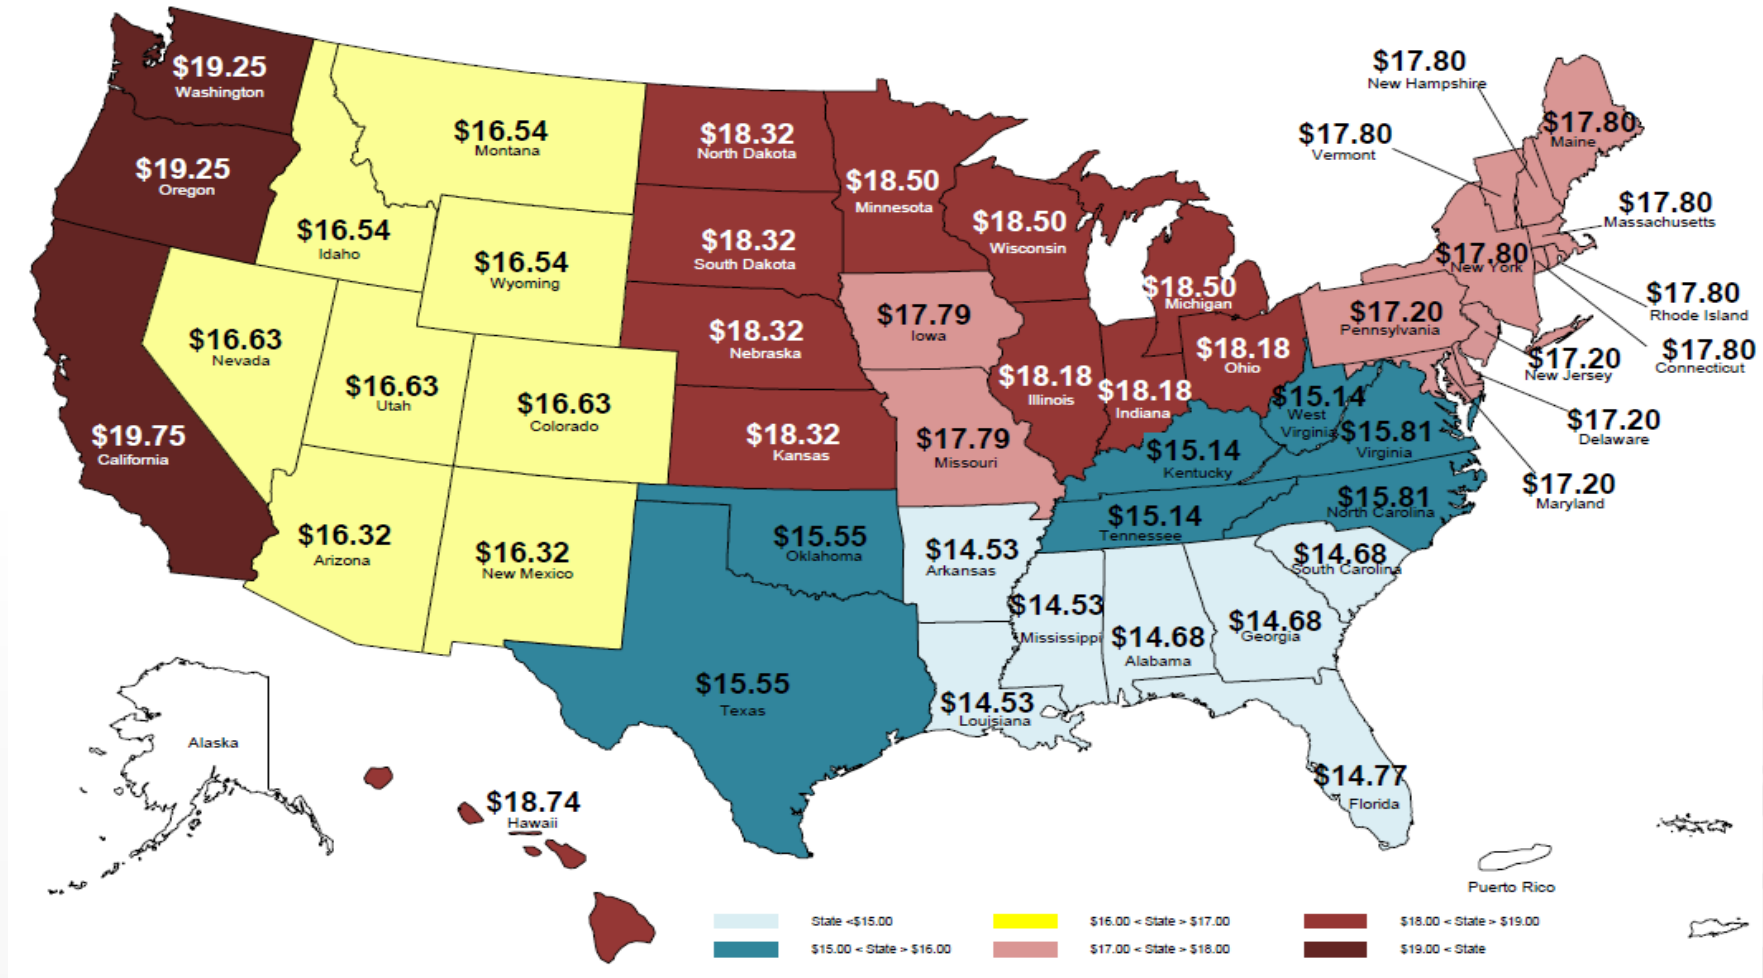 $19.25
Washington
$19.25
Oregon
$19.75
California
$16.54
Idaho
$16.54
Montana
$16.54
Wyoming
$16.63
Nevada
$16.63
Utah
$16.63
Colorado
$16.32
Arizona
$16.32
New Mexico
$18.32
North Dakota
$18.32
South Dakota
$18.32
Nebraska
$18.32
Kansas
$15.55
Oklahoma
$15.55
Texas
$18.50
Minnesota
$18.50
Wisconsin
$18.50
Michigan
$17.79
Iowa
$17.79
Missouri
$18.18
Illinois
$18.18
Indiana
$18.18
Ohio
$14.53
Arkansas
$14.53
Mississippi
$14.53
Louisiana
$14.68
Alabama
$14.68
Georgia
$14.68
South Carolina
$14.77
Florida
$15.14
Kentucky
$15.14
Tennessee
$15.14
West
Virginia
$15.81
Virginia
$15.81
North Carolina
$17.20
Pennsylvania
$17.80
New York
$17.80
Vermont
$17.80
New Hampshire
$17.80
Maine
$17.80
Massachusetts
$17.80
Rhode Island
$17.80
Connecticut
$17.20
New Jersey
$17.20
Delaware
$17.20
Maryland
Alaska
$18.74
Hawaii
Puerto Rico
State <$15.00
$15.00 < State > $16.00
$16.00 < State > $17.00
$17.00 < State > $18.00
$18.00 < State > $19.00
$19.00 < State